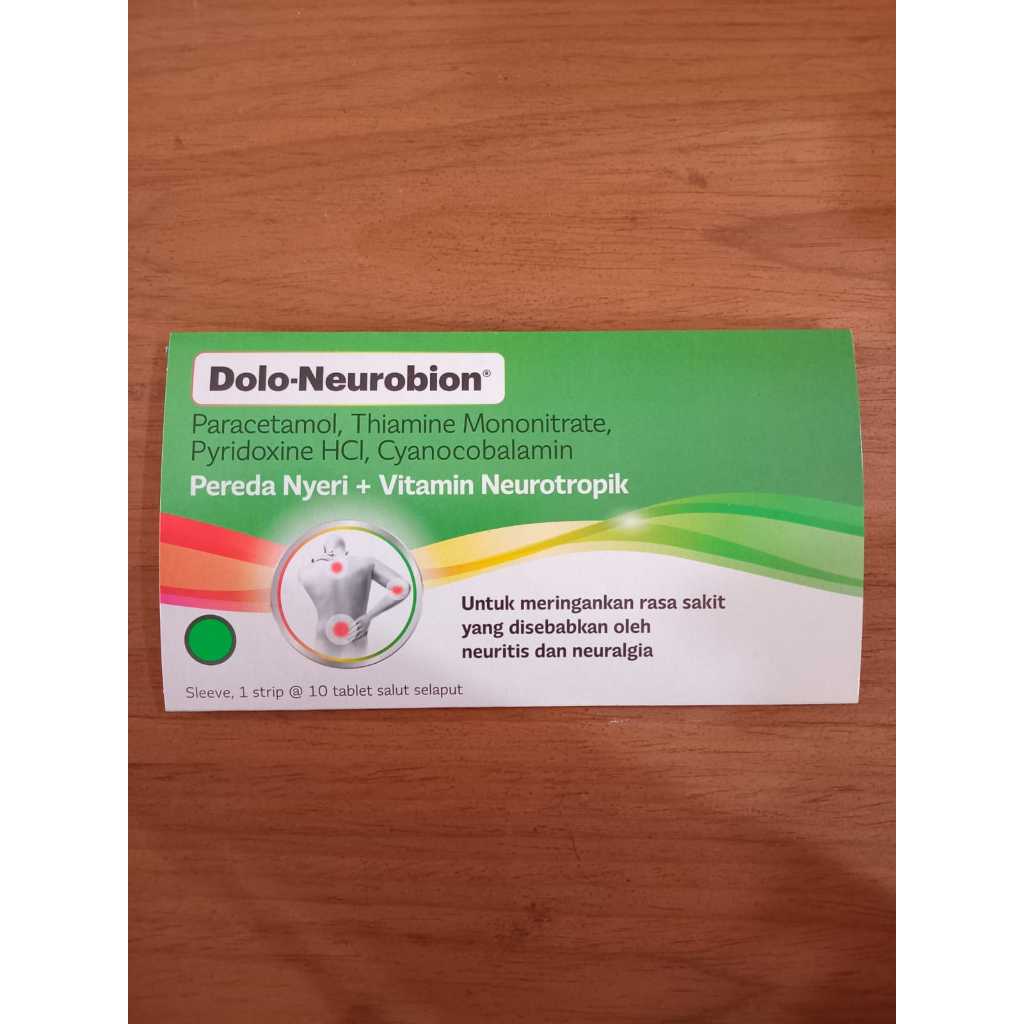 Dolo-Neurobion®
Paracetamol, Thiamine Mononitrate,
Pyridoxine HCl, Cyanocobalamin
Pereda Nyeri + Vitamin Neurotropik
Untuk meringankan rasa sakit
yang disebabkan oleh
neuritis dan neuralgia
Sleeve, 1 strip @ 10 tablet salut selaput